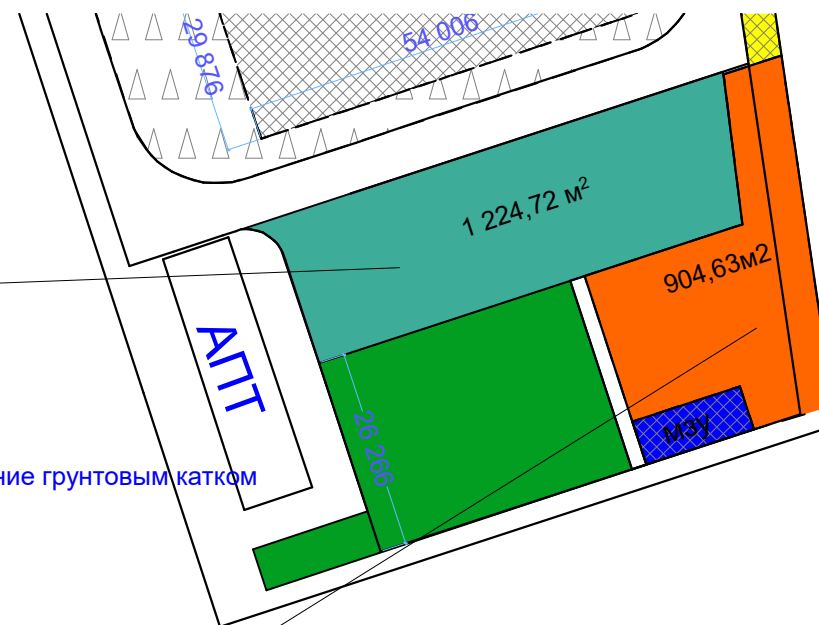 29 876
54 006
1 224,72 м²
904,63м2
АПТ
26 266
мзу
ние грунтовым катком